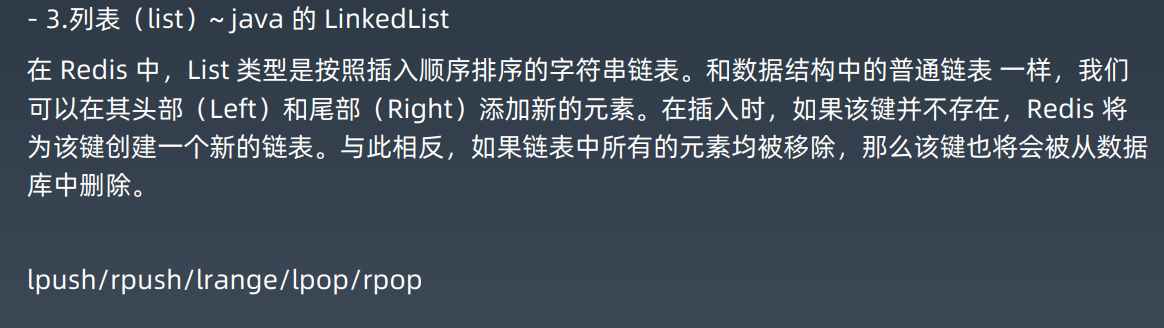 - 3.列表（list）~ java 的 LinkedList
在 Redis 中，List 类型是按照插入顺序排序的字符串链表。和数据结构中的普通链表 一样，我们
可以在其头部（Left）和尾部（Right）添加新的元素。在插入时，如果该键并不存在，Redis 将
为该键创建一个新的链表。与此相反，如果链表中所有的元素均被移除，那么该键也将会被从数据
库中删除。
lpush/rpush/lrange/lpop/rpop